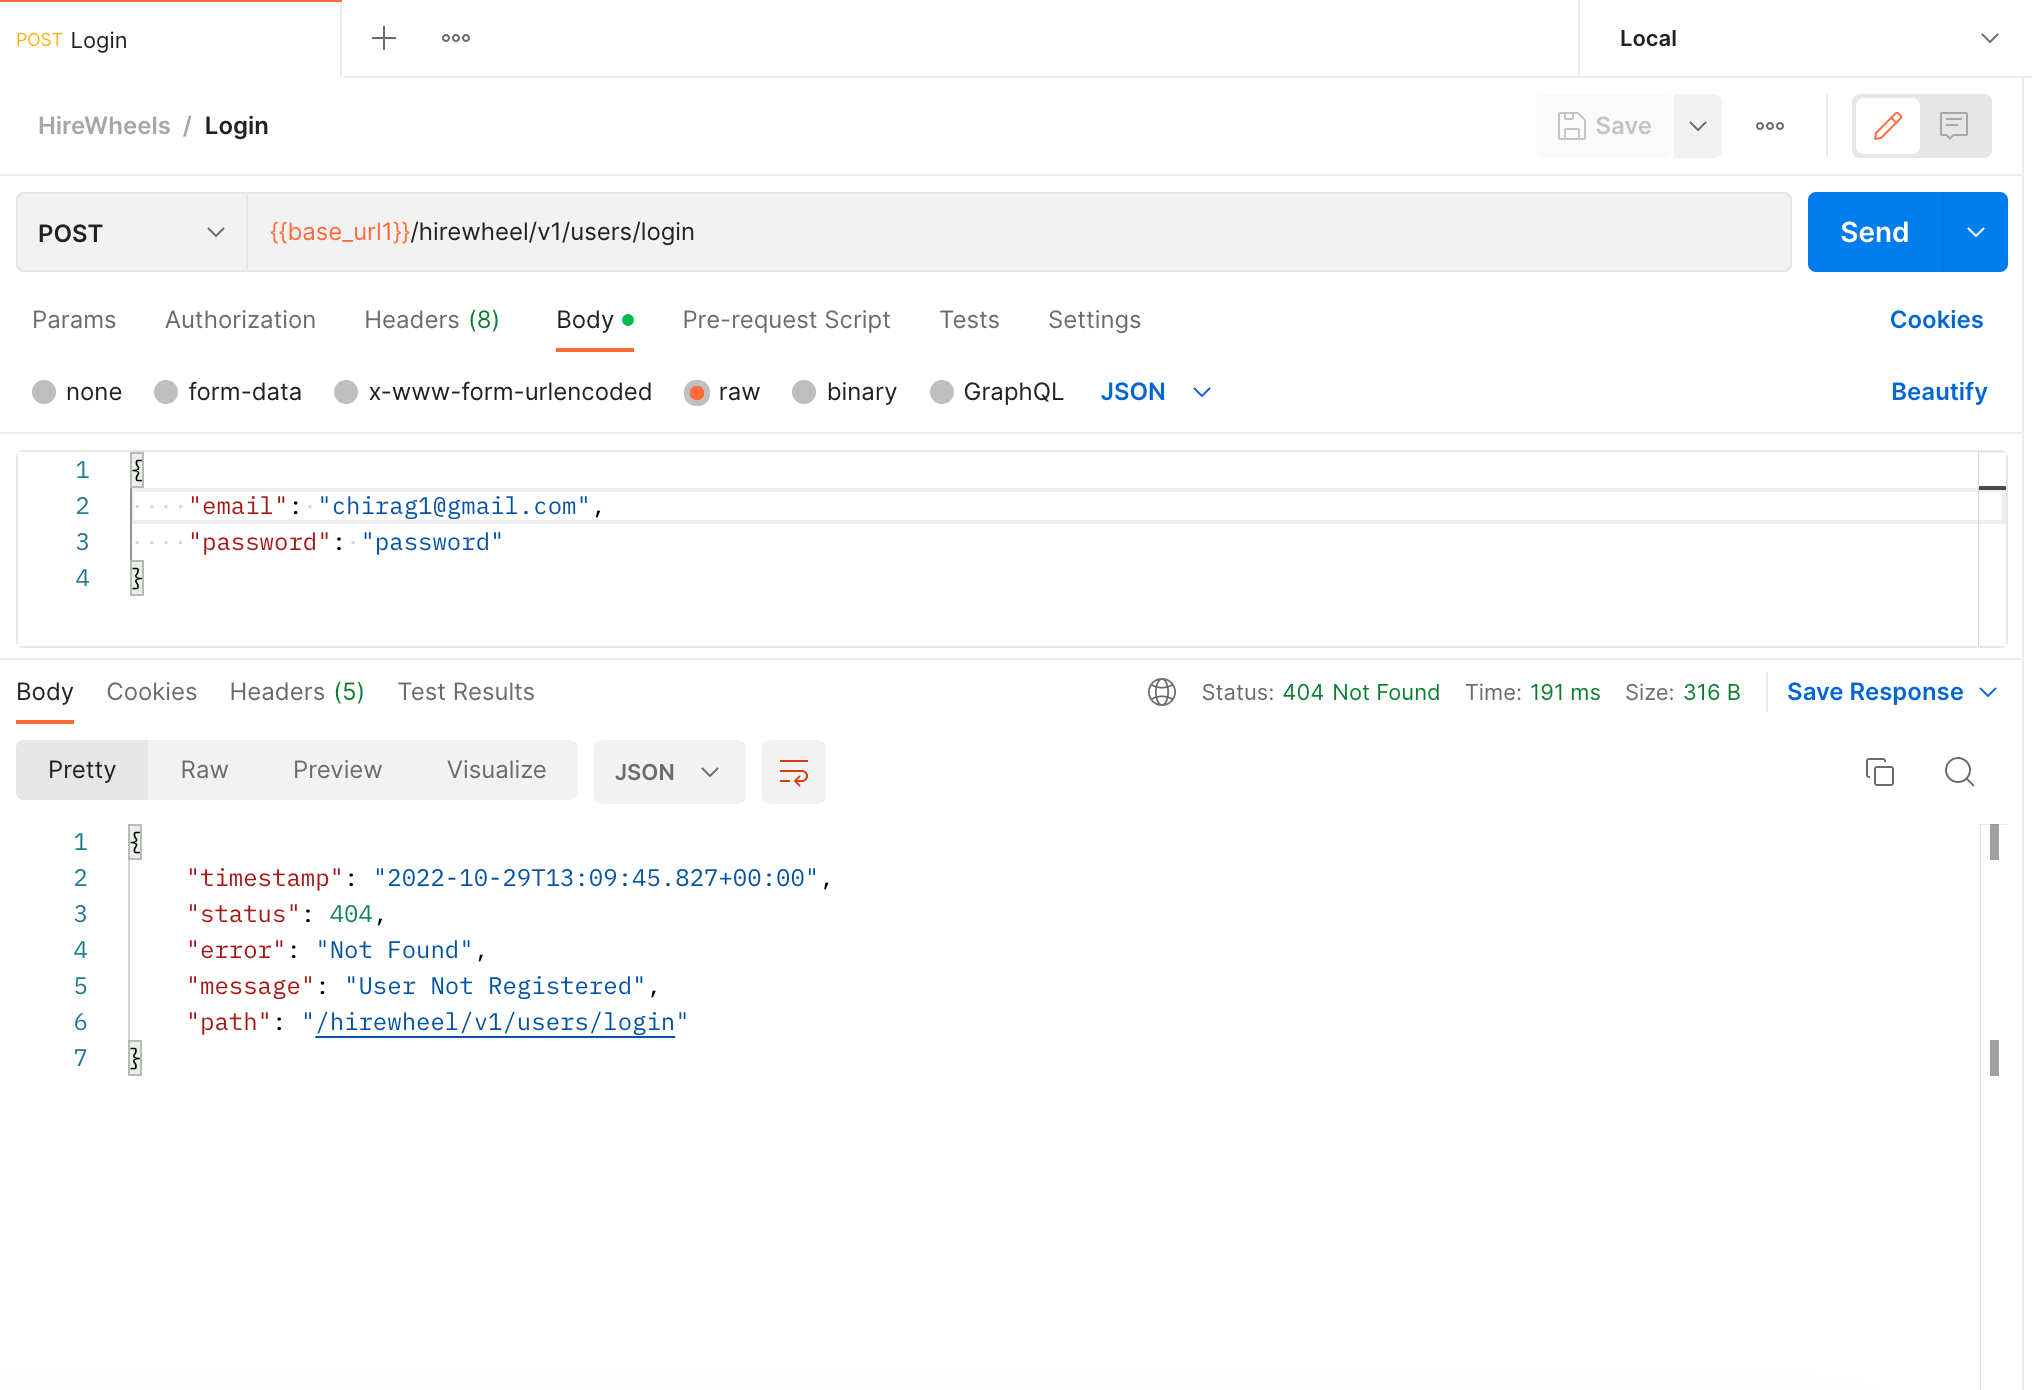 POST Login
Local
HireWheels / Login
Save
POST
{{base_url1}}/hirewheel/v1/users/login
Send
Params Authorization Headers (8) Body Pre-request Script Tests Settings Cookies
none form-data x-www-form-urlencoded raw binary GraphQL JSON Beautify
1 {
2 "email": "chirag1@gmail.com",
3 "password": "password"
4 }
Body Cookies Headers (5) Test Results Status: 404 Not Found Time: 191 ms Size: 316 B Save Response
Pretty Raw Preview Visualize JSON
1 {
2 "timestamp": "2022-10-29T13:09:45.827+00:00",
3 "status": 404,
4 "error": "Not Found",
5 "message": "User Not Registered",
6 "path": "/hirewheel/v1/users/login"
7 }